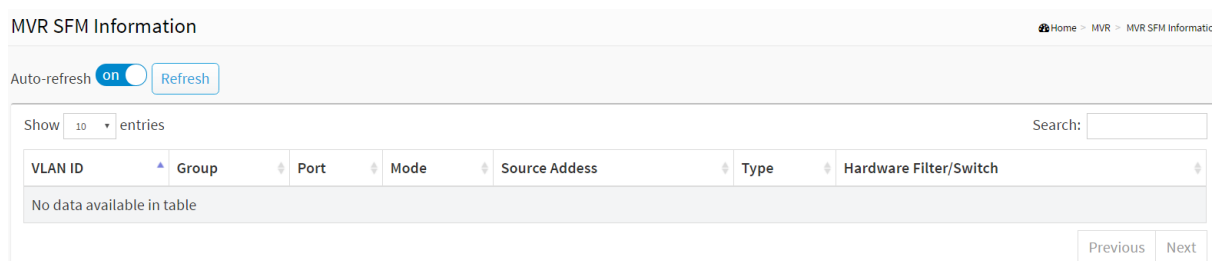 MVR SFM Information
Home > MVR > MVR SFM Informatio
Auto-refresh on Refresh
Show 10 entries
Search:
VLAN ID Group Port Mode Source Addess Type Hardware Filter/Switch
No data available in table
Previous Next